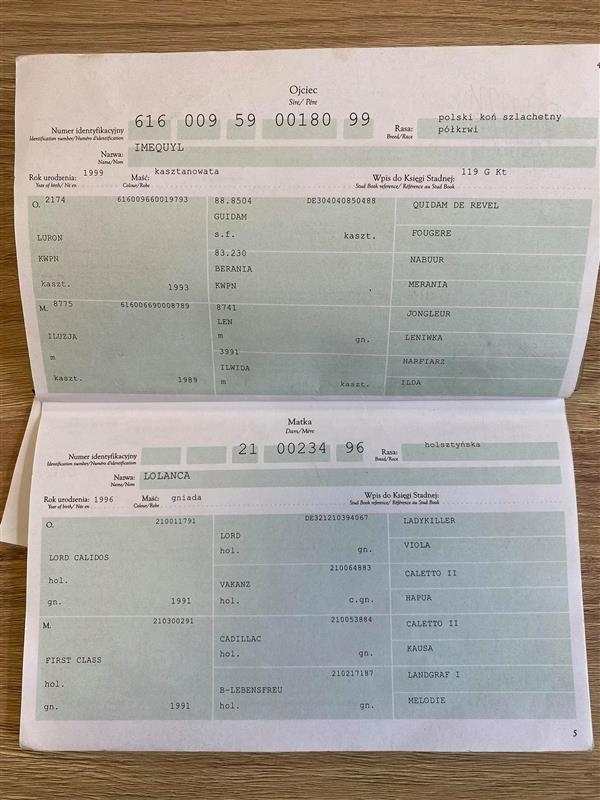 4
Ojciec
Sire/ Père
Numer identyfikacyjny 616 009 59 00180 99 Rasa: polski koń szlachetny
Identification number/Numéro d'identification Breed/Race półkrwi
Nazwa: IMEQUYL
Name/Nom
Rok urodzenia: 1999 Maść: kasztanowata Wpis do Księgi Stadnej: 119 G Kt
Year of birth/ Né en Colour/Robe Stud Book reference/ Référence au Stud Book
O. 2174 616009660019793 88.8504 DE304040850488 QUIDAM DE REVEL
GUIDAM
LURON s.f. kaszt. FOUGERE
KWPN 83.230 NABUUR
BERANIA
kaszt. 1993 KWPN MERANIA
M. 8775 616006690008789 8741 JONGLEUR
LEN
ILUZJA m gn. LENIWKA
m 3991 HARFIARZ
ILWIDA
kaszt. 1989 m kaszt. ILDA
Matka
Dam/Mère
Numer identyfikacyjny 21 00234 96 Rasa: holsztyńska
Identification number/Numéro d'identification Breed/Race
Nazwa: LOLANCA
Name/Nom
Rok urodzenia: 1996 Maść: gniada Wpis do Księgi Stadnej:
Year of birth/ Né en Colour/Robe Stud Book reference/ Référence au Stud Book
O. 210011791 DE321210394067 LADYKILLER
LORD
LORD CALIDOS hol. gn. VIOLA
hol. 210064883 CALETTO II
VAKANZ
gn. 1991 hol. c.gn. HAPUA
M. 210300291 210053884 CALETTO II
CADILLAC
FIRST CLASS hol. gn. KAUSA
hol. 210217187 LANDGRAF I
B-LEBENSFREU
gn. 1991 hol. gn. MELODIE
5